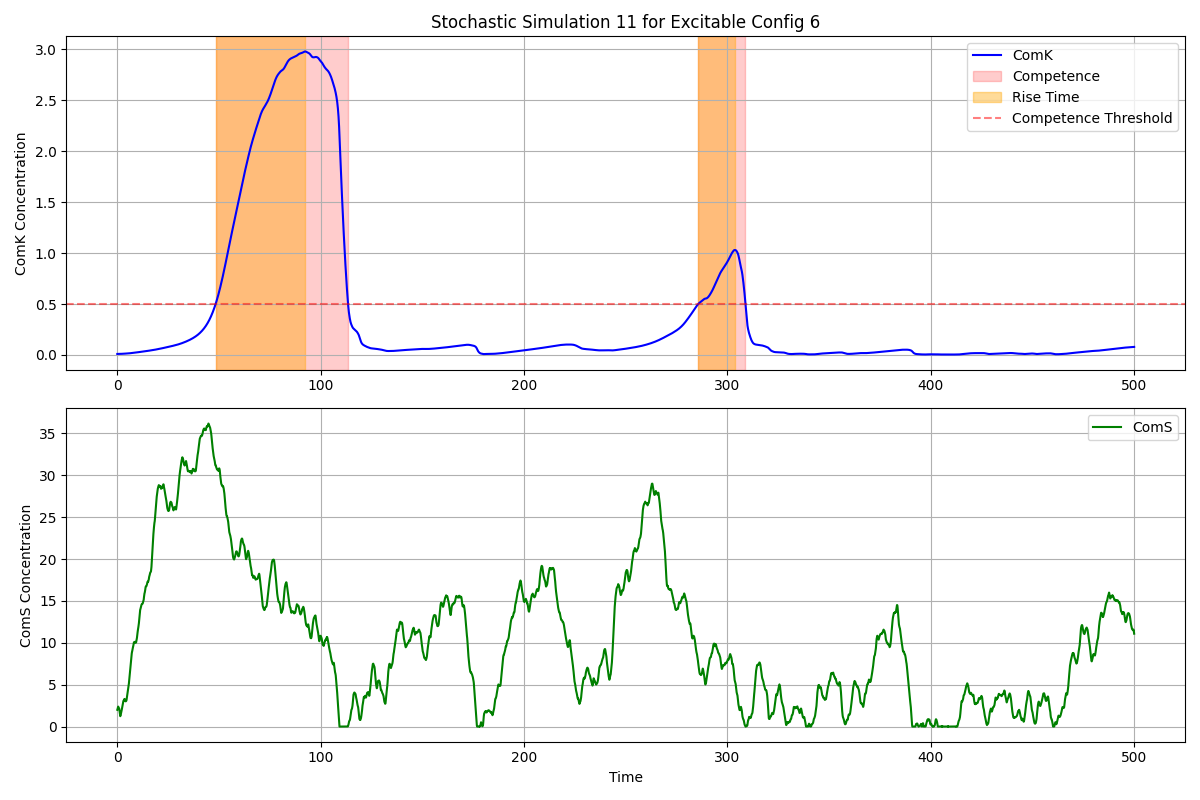 Stochastic Simulation 11 for Excitable Config 6
ComK Concentration
3.0
2.5
2.0
1.5
1.0
0.5
0.0
ComK
Competence
Rise Time
Competence Threshold
0 100 200 300 400 500
ComS Concentration
35
30
25
20
15
10
5
0
ComS
0 100 200 300 400 500
Time